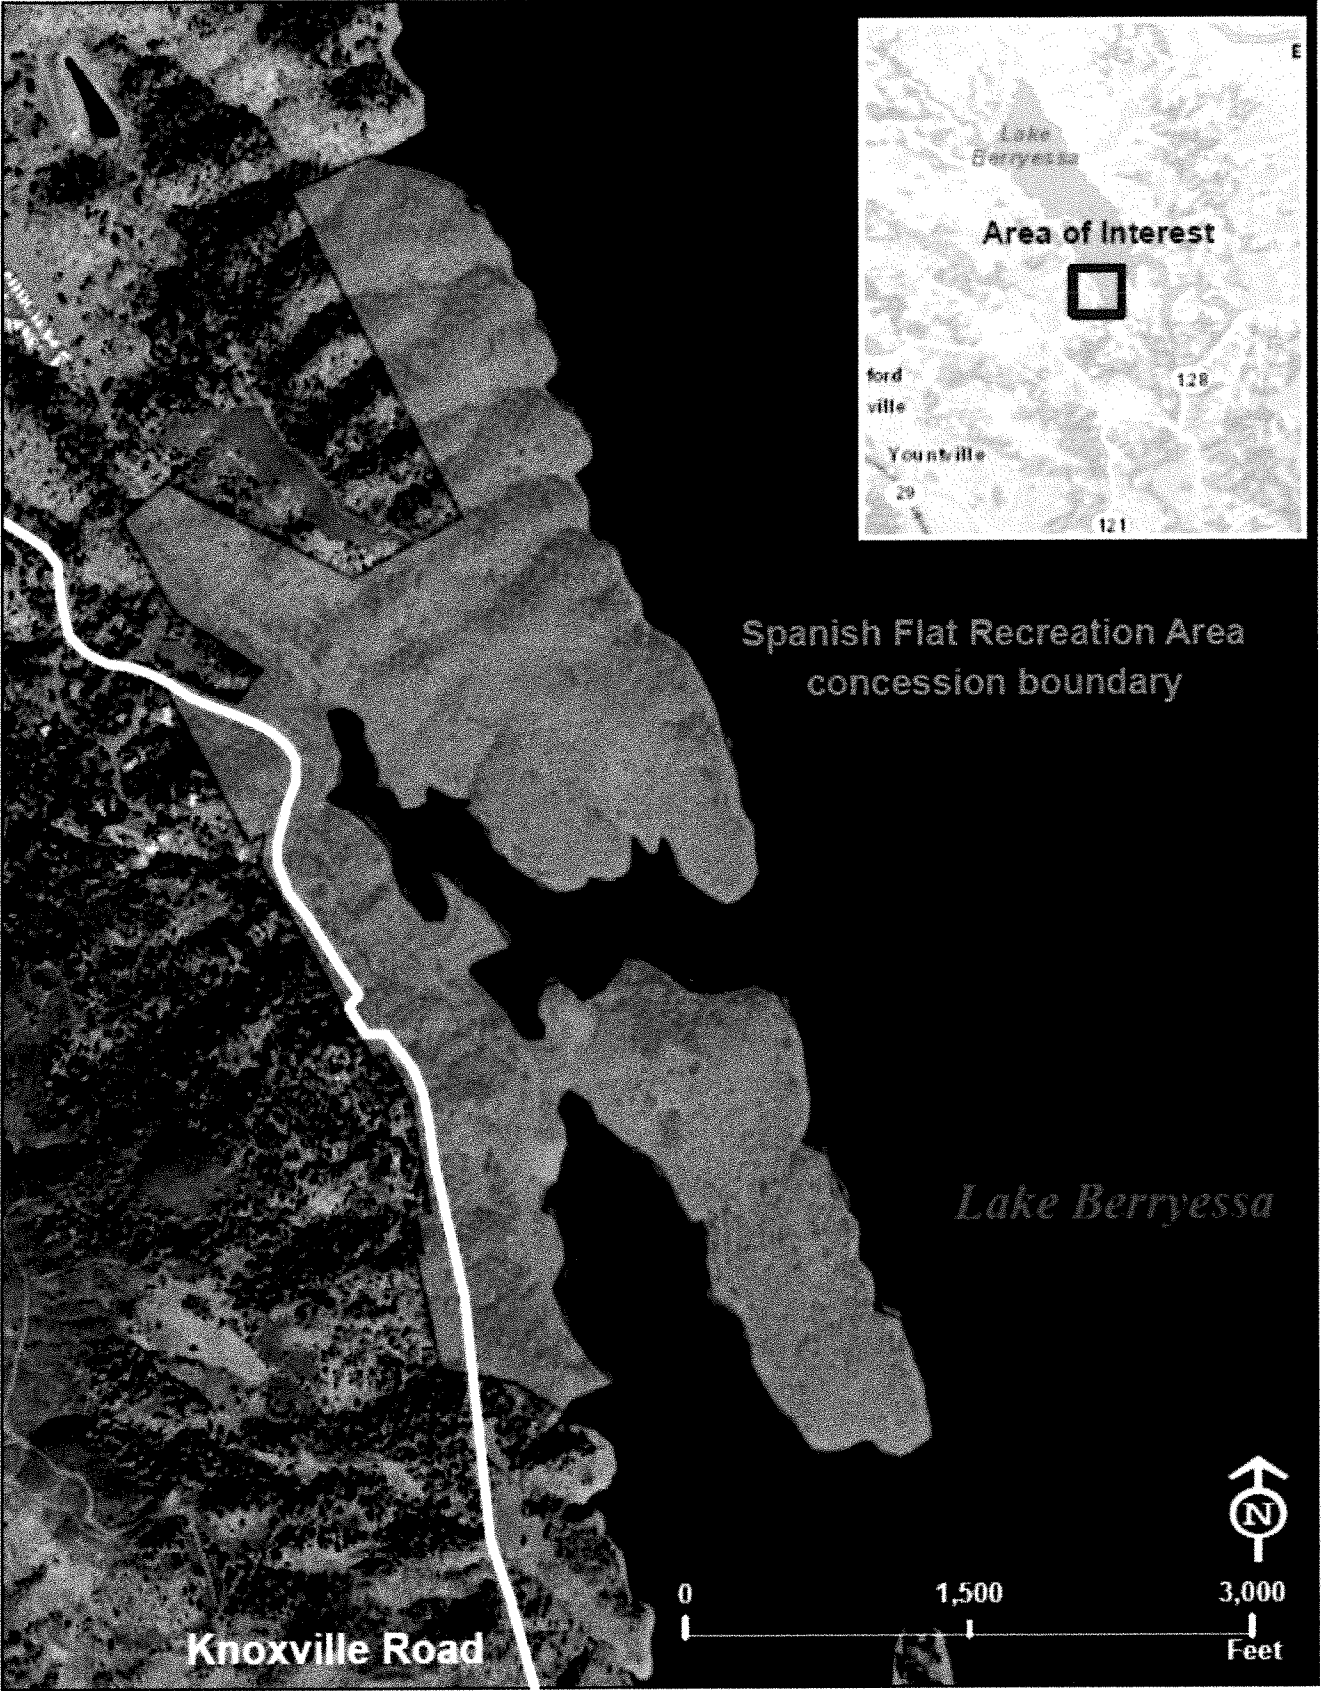 E
Lake
Berryessa
Area of Interest
ford
ville
128
Yountville
29
121
Spanish Flat Recreation Area
concession boundary
Lake Berryessa
N
0 1,500 3,000
Feet
Knoxville Road